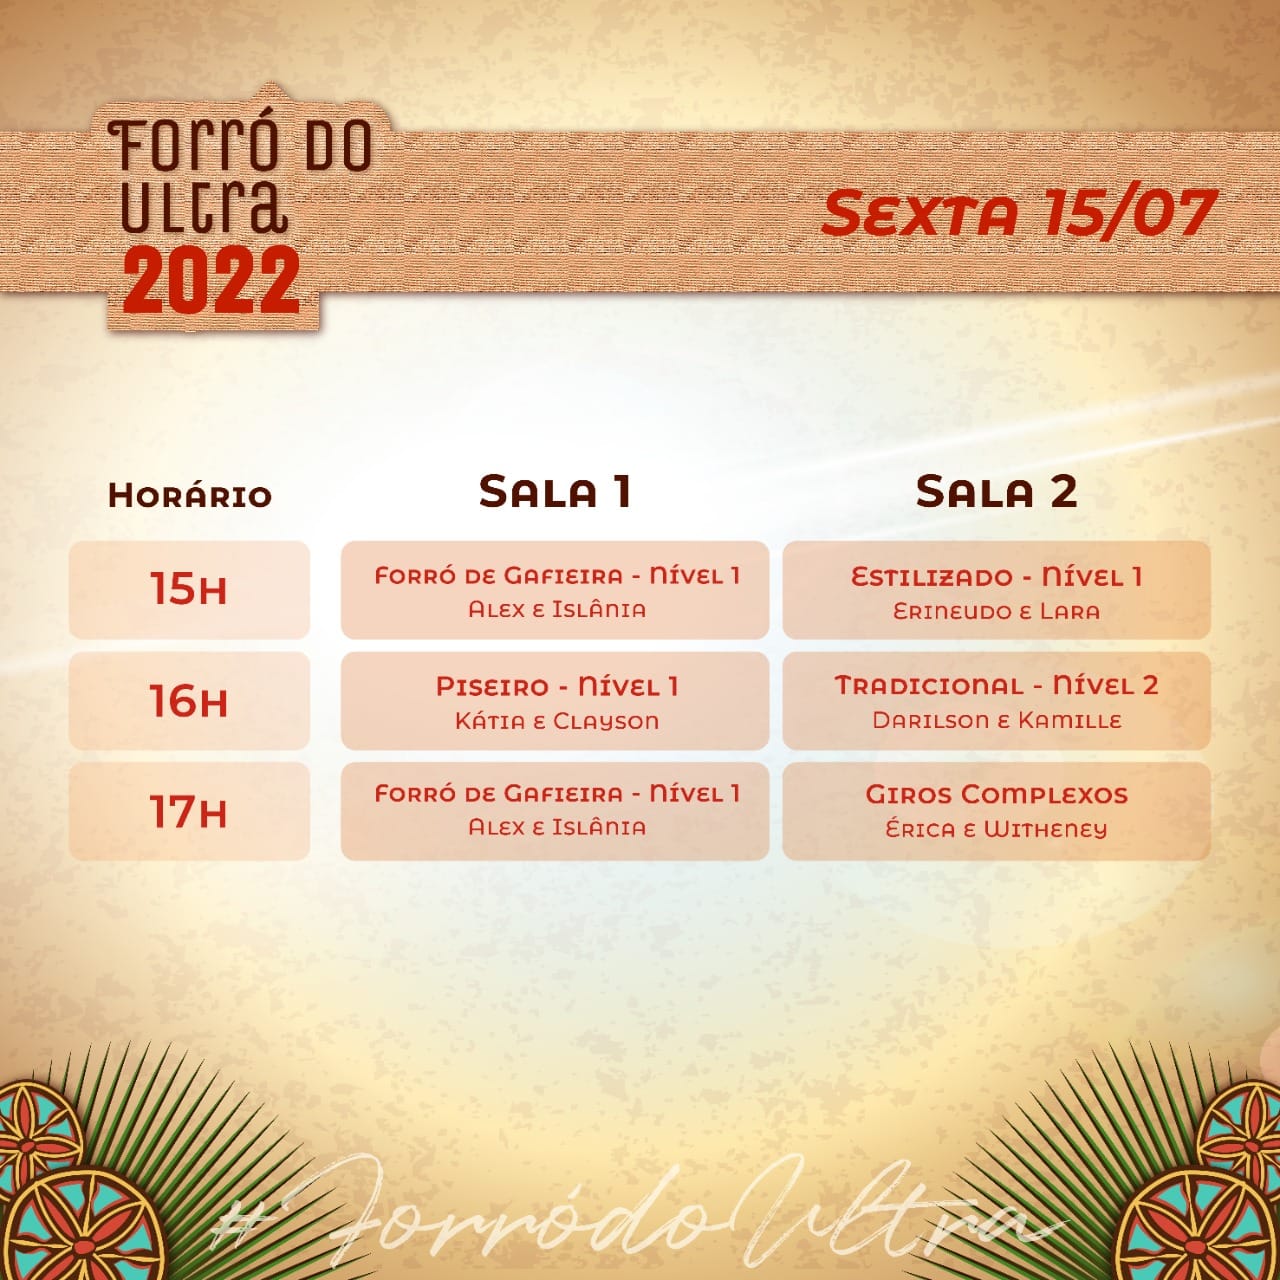 Forró do
Ultra
2022
Sexta 15/07
Horário
Sala 1
Sala 2
15h
Forró de Gafieira - Nível 1
Alex e Islânia
Estilizado - Nível 1
Erineudo e Lara
16h
Piseiro - Nível 1
Kátia e Clayson
Tradicional - Nível 2
Darilson e Kamille
17h
Forró de Gafieira - Nível 1
Alex e Islânia
Giros Complexos
Érica e Witheney
#ForródoUltra